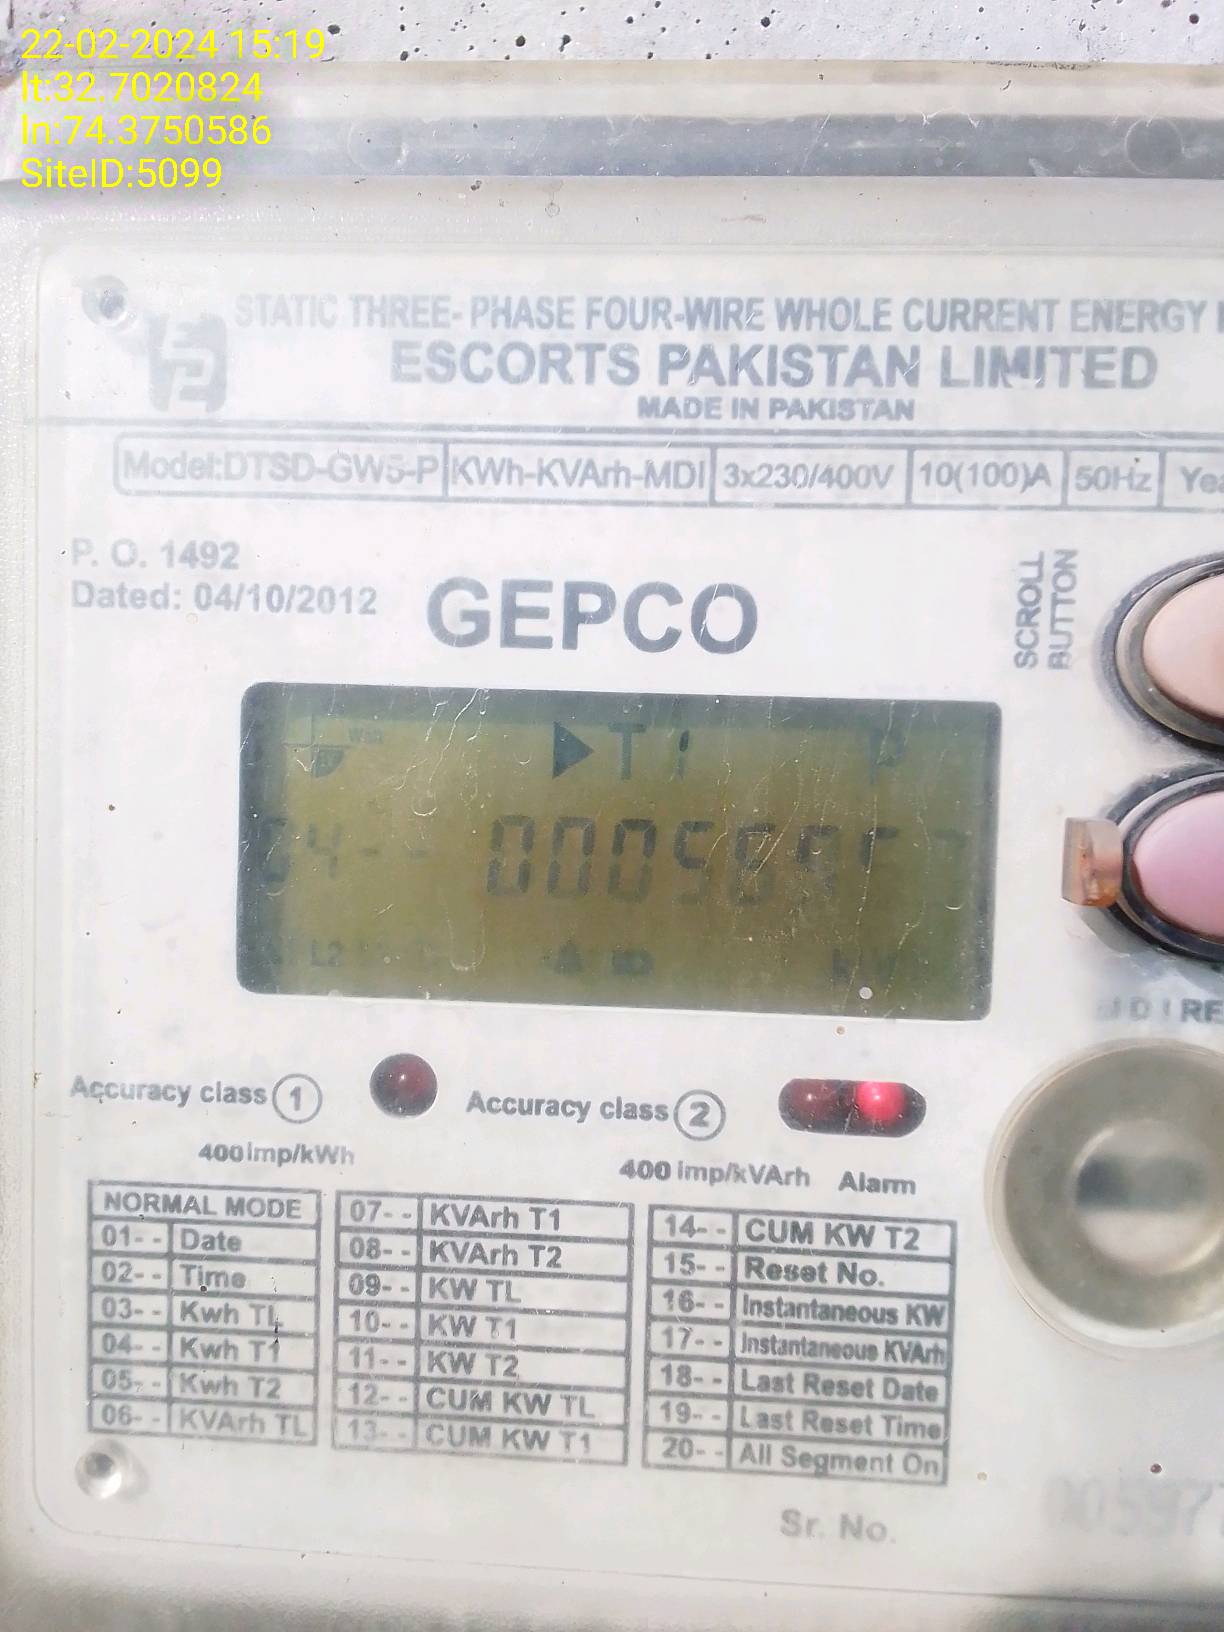 22-02-2024 15:19
lt:32.7020824
ln:74.3750586
SiteID:5099
STATIC THREE- PHASE FOUR-WIRE WHOLE CURRENT ENERGY
ESCORTS PAKISTAN LIMITED
MADE IN PAKISTAN
Model:DTSD-GW5-P KWh-KVArh-MDI 3x230/400V 10(100)A 50Hz
P. O. 1492
Dated: 04/10/2012
GEPCO
SCROLL
BUTTON
T1
04--
L2
Accuracy class 1
Accuracy class 2
400imp/kWh
400 imp/kVArh Alarm
NORMAL MODE
01-- Date
02-- Time
03-- Kwh TL
04-- Kwh T1
05-- Kwh T2
06-- KVArh TL
07-- KVArh T1
08-- KVArh T2
09-- KW TL
10-- KW T1
11-- KW T2
12-- CUM KW TL
13-- CUM KW T1
14-- CUM KW T2
15-- Reset No.
16-- Instantaneous KW
17-- Instantaneous KVArh
18-- Last Reset Date
19-- Last Reset Time
20-- All Segment On
Sr. No.